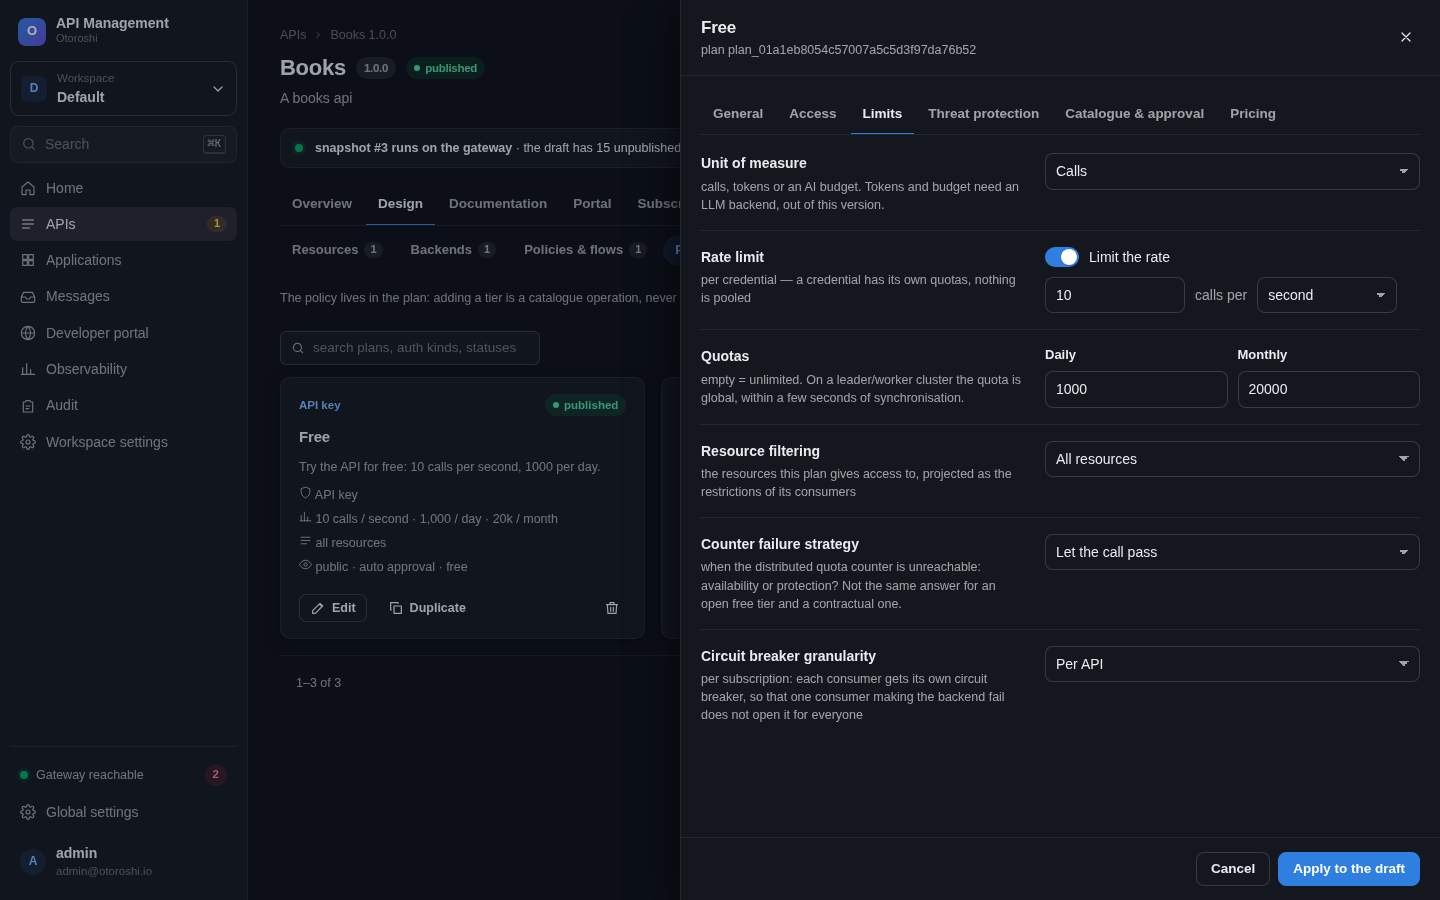 O
API Management
Otoroshi
D
Workspace
Default
Search
⌘K
Home
APIs
1
Applications
Messages
Developer portal
Observability
Audit
Workspace settings
Gateway reachable
2
Global settings
A
admin
admin@otoroshi.io
APIs > Books 1.0.0
Books
1.0.0
published
A books api
snapshot #3 runs on the gateway · the draft has 15 unpublished
Overview
Design
Documentation
Portal
Resources 1
Backends 1
Policies & flows 1
The policy lives in the plan: adding a tier is a catalogue operation, never
search plans, auth kinds, statuses
API key
published
Free
Try the API for free: 10 calls per second, 1000 per day.
API key
10 calls / second · 1,000 / day · 20k / month
all resources
public · auto approval · free
Edit
Duplicate
1–3 of 3
Free
plan plan_01a1eb8054c57007a5c5d3f97da76b52
General
Access
Limits
Threat protection
Catalogue & approval
Pricing
Unit of measure
calls, tokens or an AI budget. Tokens and budget need an
LLM backend, out of this version.
Calls
Rate limit
per credential — a credential has its own quotas, nothing
is pooled
Limit the rate
10
calls per
second
Quotas
empty = unlimited. On a leader/worker cluster the quota is
global, within a few seconds of synchronisation.
Daily
Monthly
1000
20000
Resource filtering
the resources this plan gives access to, projected as the
restrictions of its consumers
All resources
Counter failure strategy
when the distributed quota counter is unreachable:
availability or protection? Not the same answer for an
open free tier and a contractual one.
Let the call pass
Circuit breaker granularity
per subscription: each consumer gets its own circuit
breaker, so that one consumer making the backend fail
does not open it for everyone
Per API
Cancel
Apply to the draft